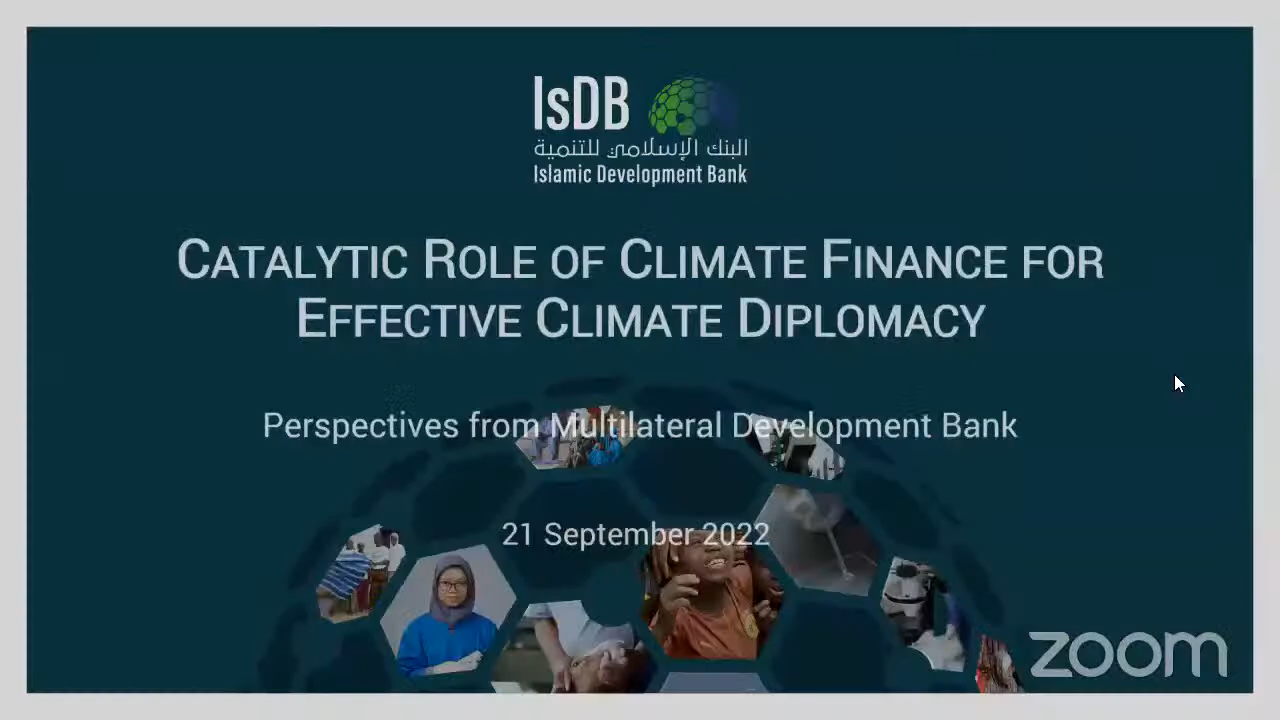 IsDB
البنك الإسلامي للتنمية
Islamic Development Bank
CATALYTIC ROLE OF CLIMATE FINANCE FOR
EFFECTIVE CLIMATE DIPLOMACY
Perspectives from Multilateral Development Bank
21 September 2022
zoom